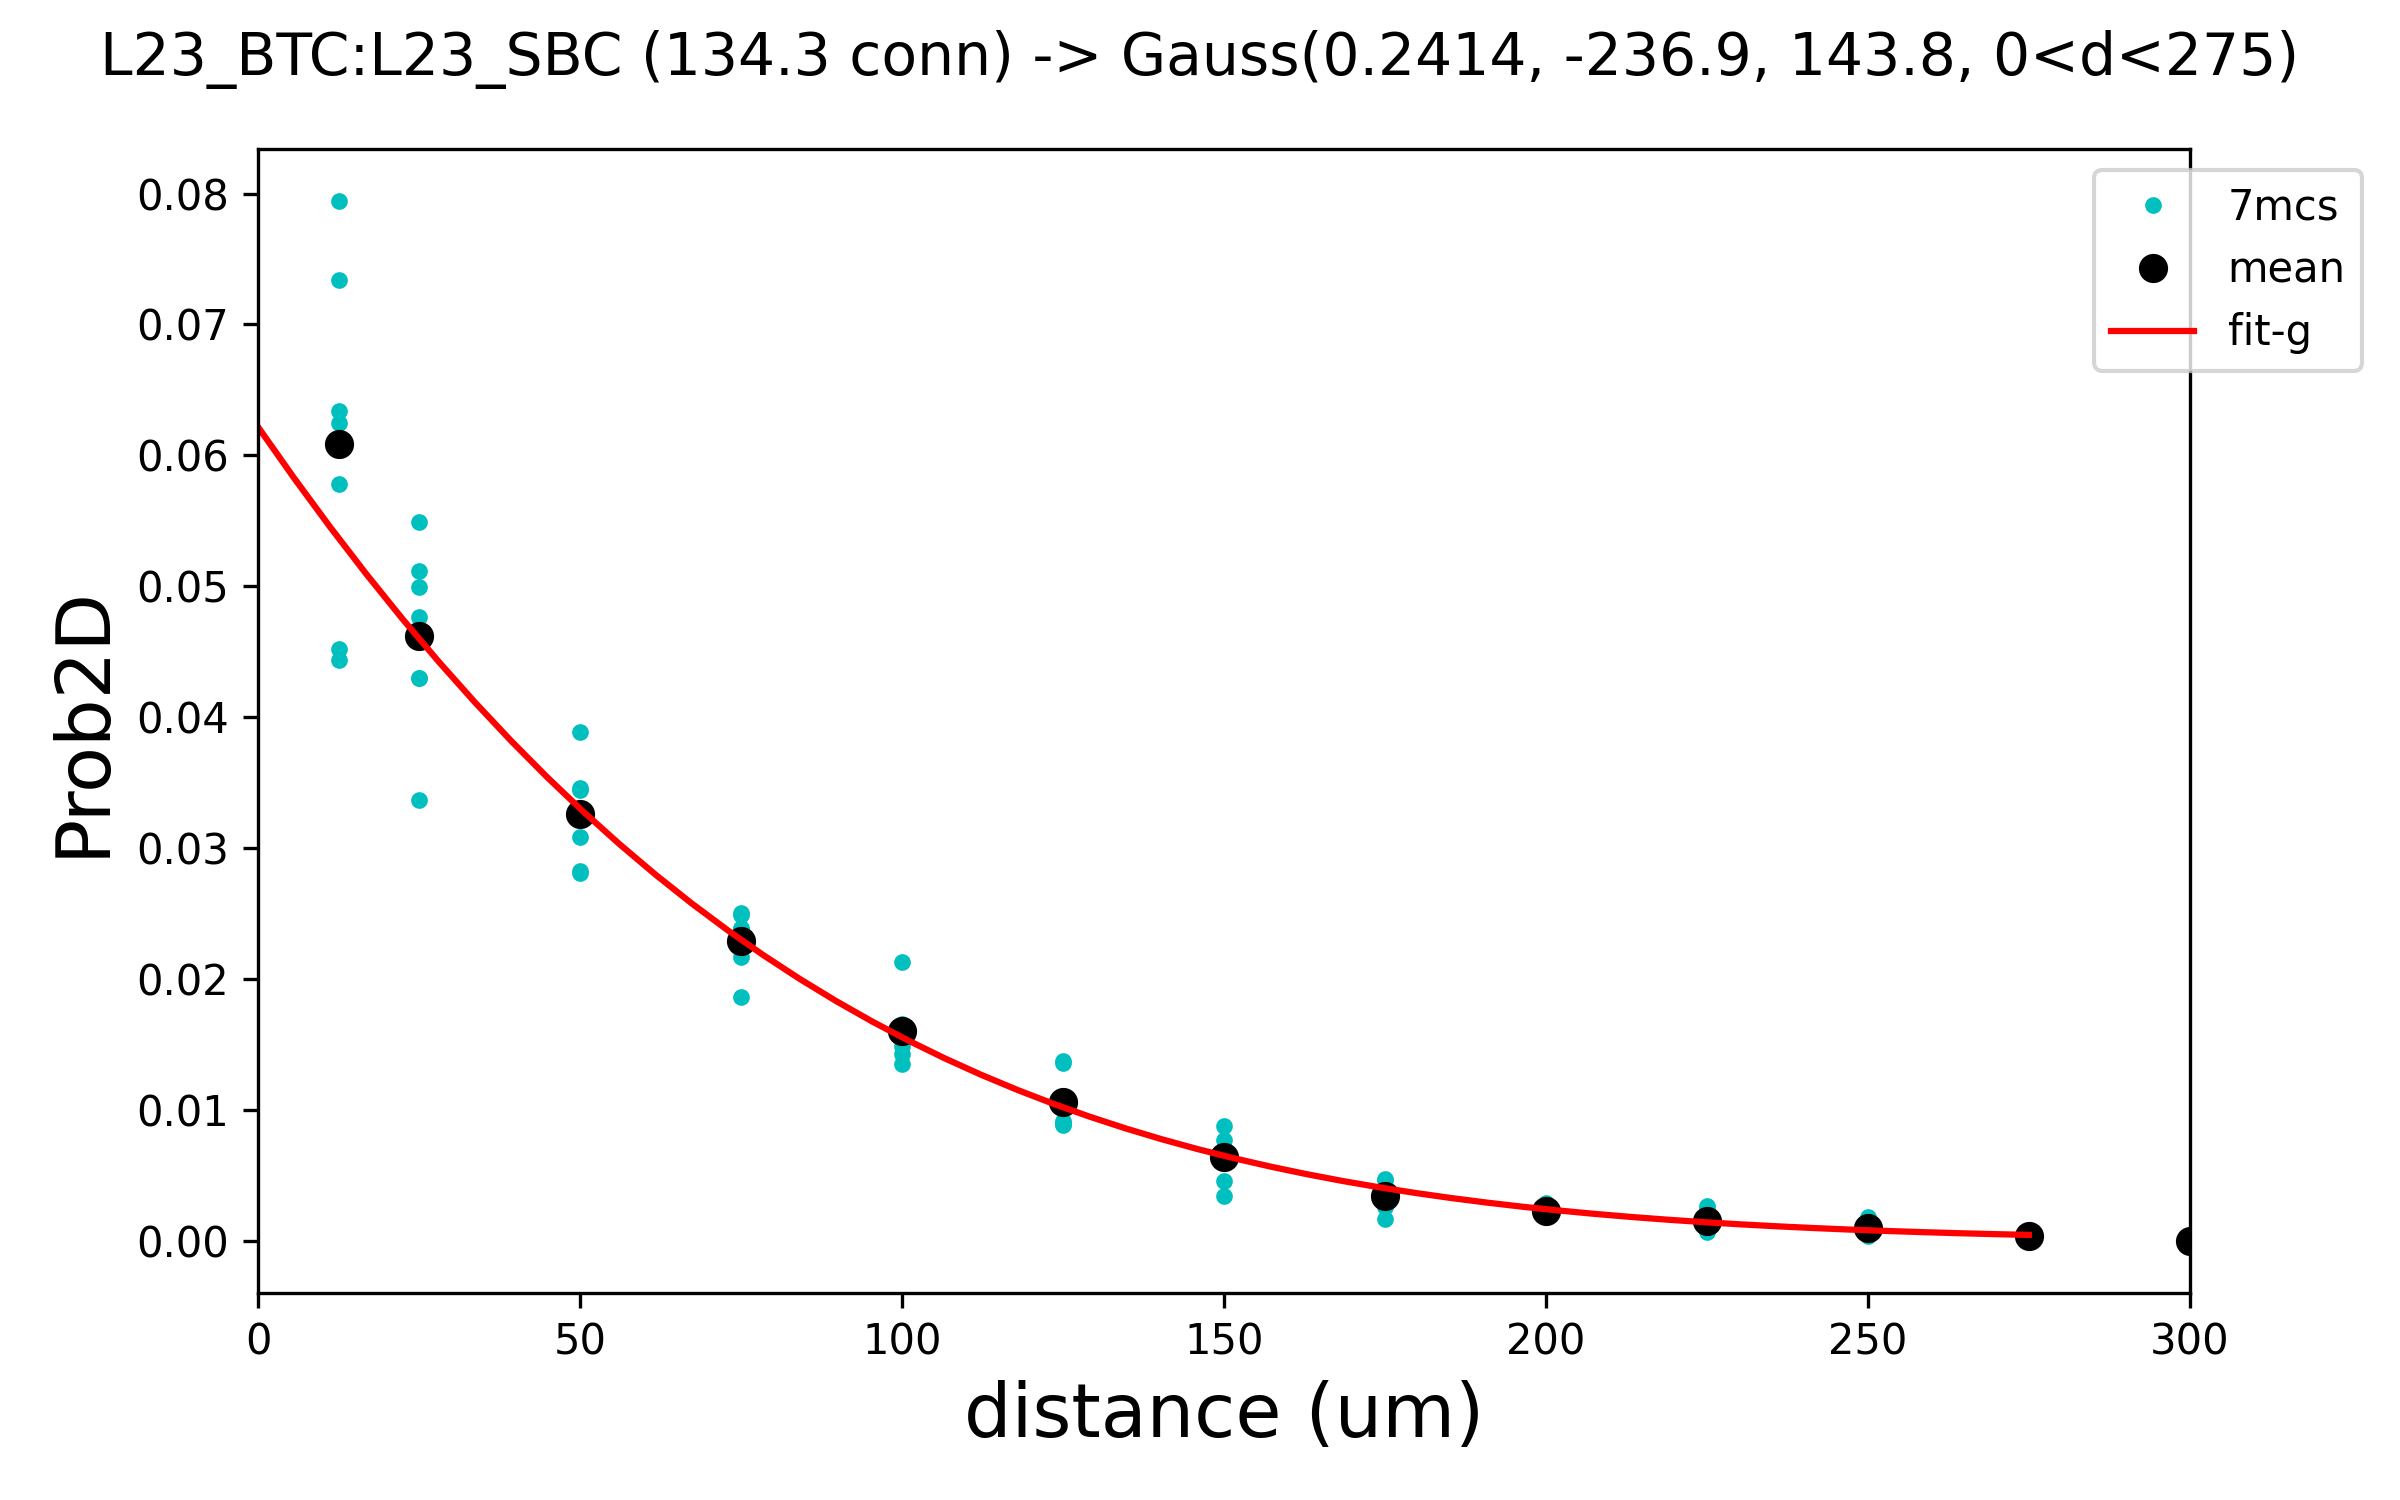 L23_BTC:L23_SBC (134.3 conn) -> Gauss(0.2414, -236.9, 143.8, 0<d<275)
7mcs
mean
fit-g
Prob2D
0.08
0.07
0.06
0.05
0.04
0.03
0.02
0.01
0.00
0 50 100 150 200 250 300
distance (um)